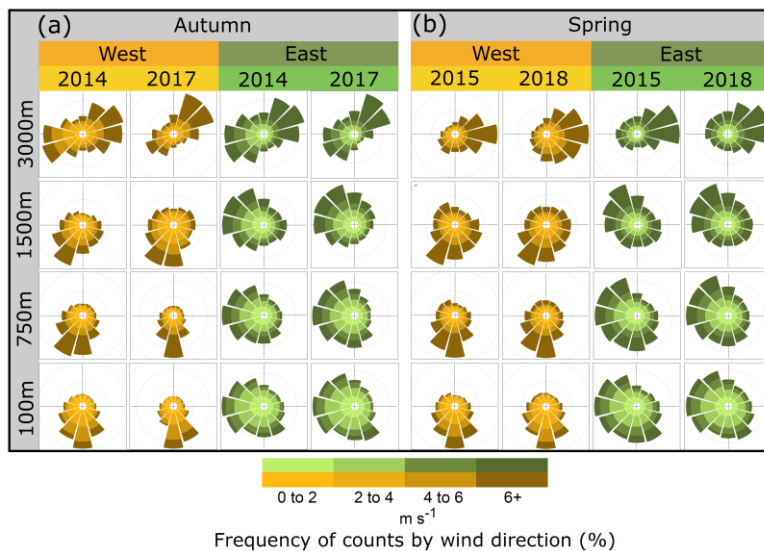 (a) Autumn (b) Spring
West East West East
2014 2017 2014 2017 2015 2018 2015 2018
3000m
1500m
750m
100m
0 to 2 2 to 4 4 to 6 6+
m s⁻¹
Frequency of counts by wind direction (%)